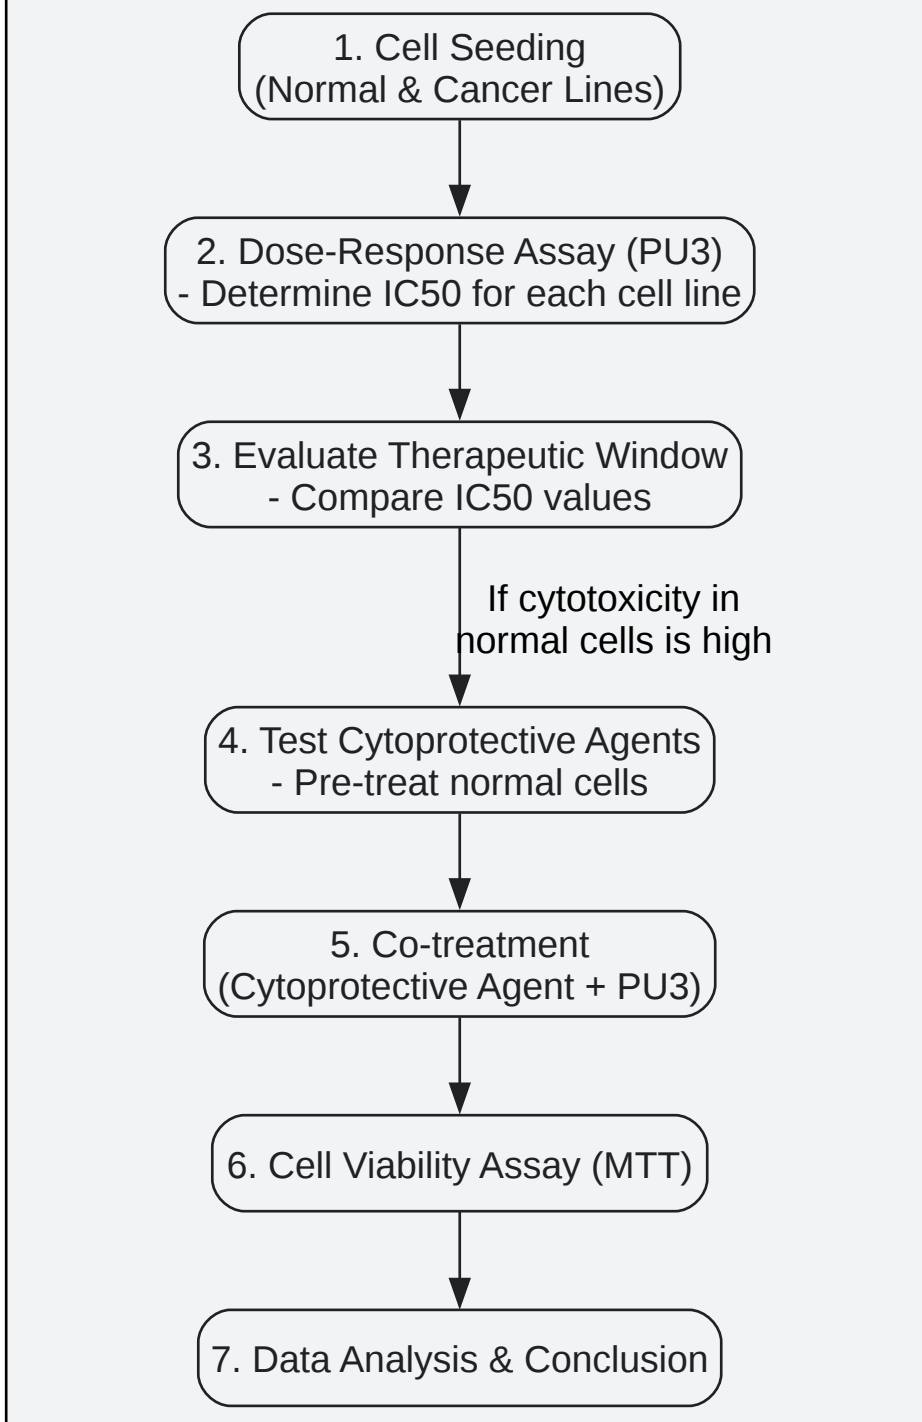 1. Cell Seeding
(Normal & Cancer Lines)
2. Dose-Response Assay (PU3)
- Determine IC50 for each cell line
3. Evaluate Therapeutic Window
- Compare IC50 values
If cytotoxicity in
normal cells is high
4. Test Cytoprotective Agents
- Pre-treat normal cells
5. Co-treatment
(Cytoprotective Agent + PU3)
6. Cell Viability Assay (MTT)
7. Data Analysis & Conclusion